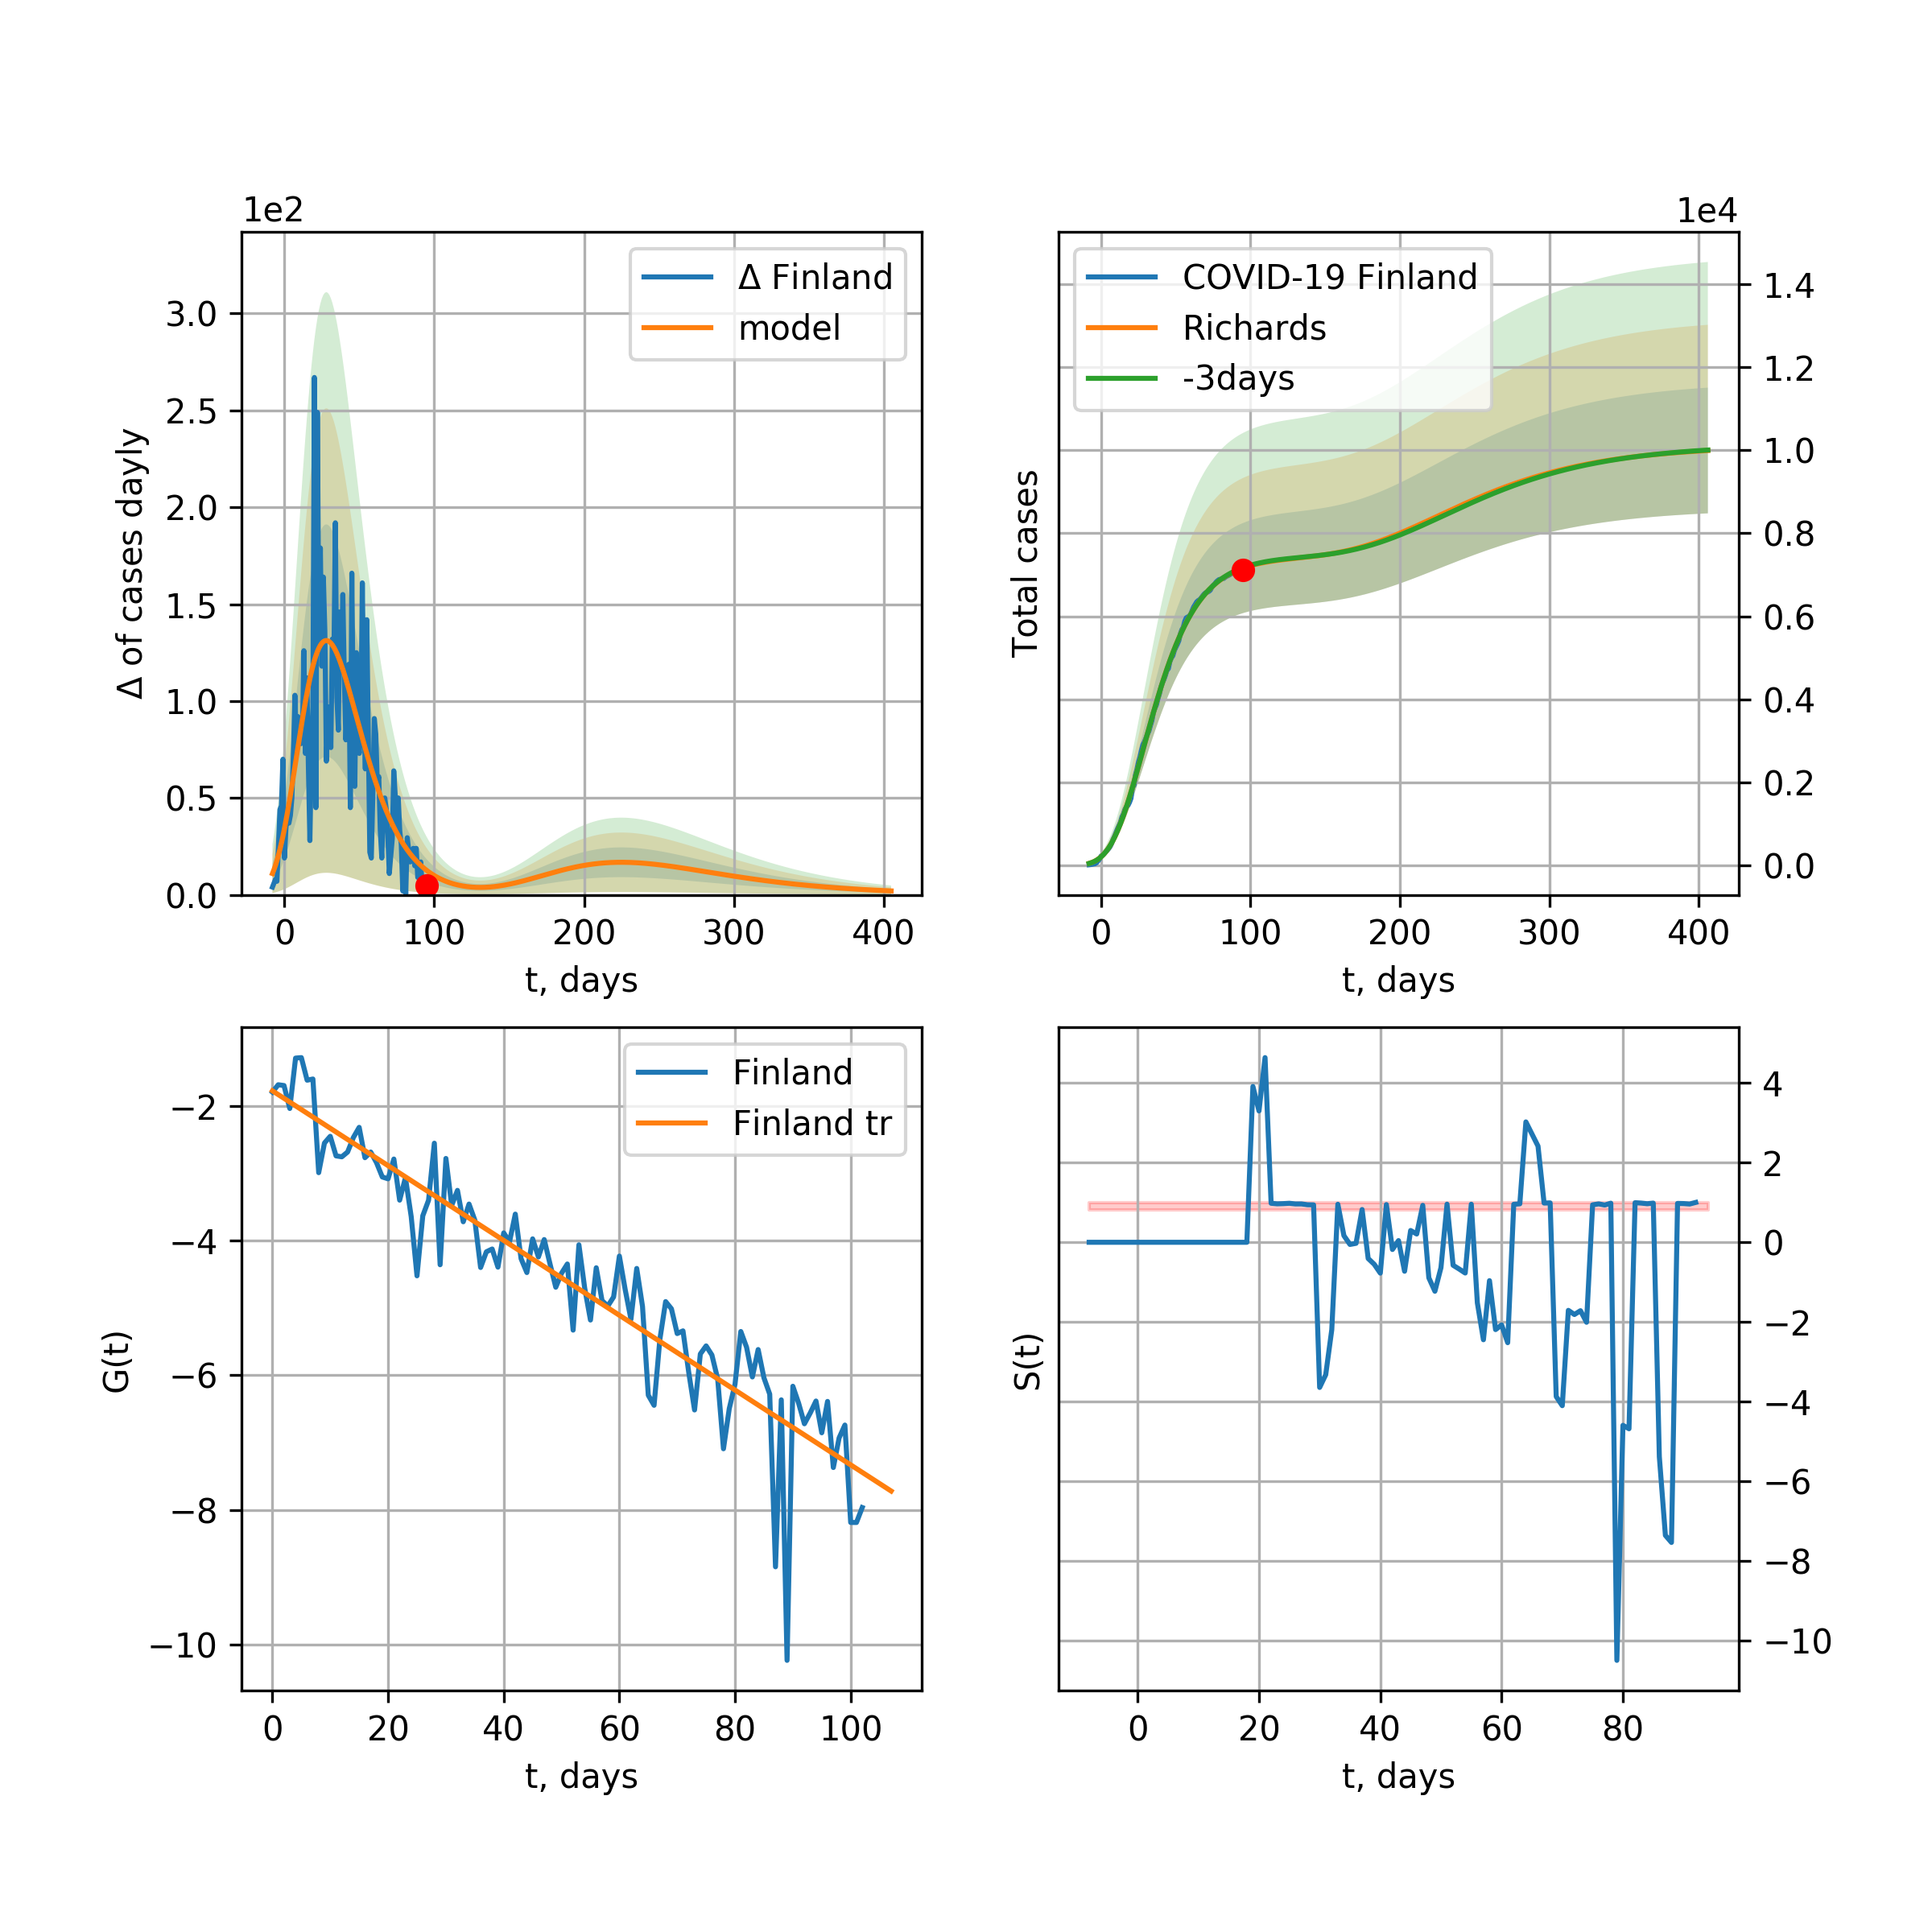 1e2
Δ Finland
model
3.0
2.5
2.0
1.5
1.0
0.5
0.0
Δ of cases dayly
0 100 200 300 400
t, days
1e4
COVID-19 Finland
Richards
-3days
1.4
1.2
1.0
0.8
0.6
0.4
0.2
0.0
Total cases
0 100 200 300 400
t, days
Finland
Finland tr
−2
−4
−6
−8
−10
G(t)
0 20 40 60 80 100
t, days
4
2
0
−2
−4
−6
−8
−10
S(t)
0 20 40 60 80
t, days